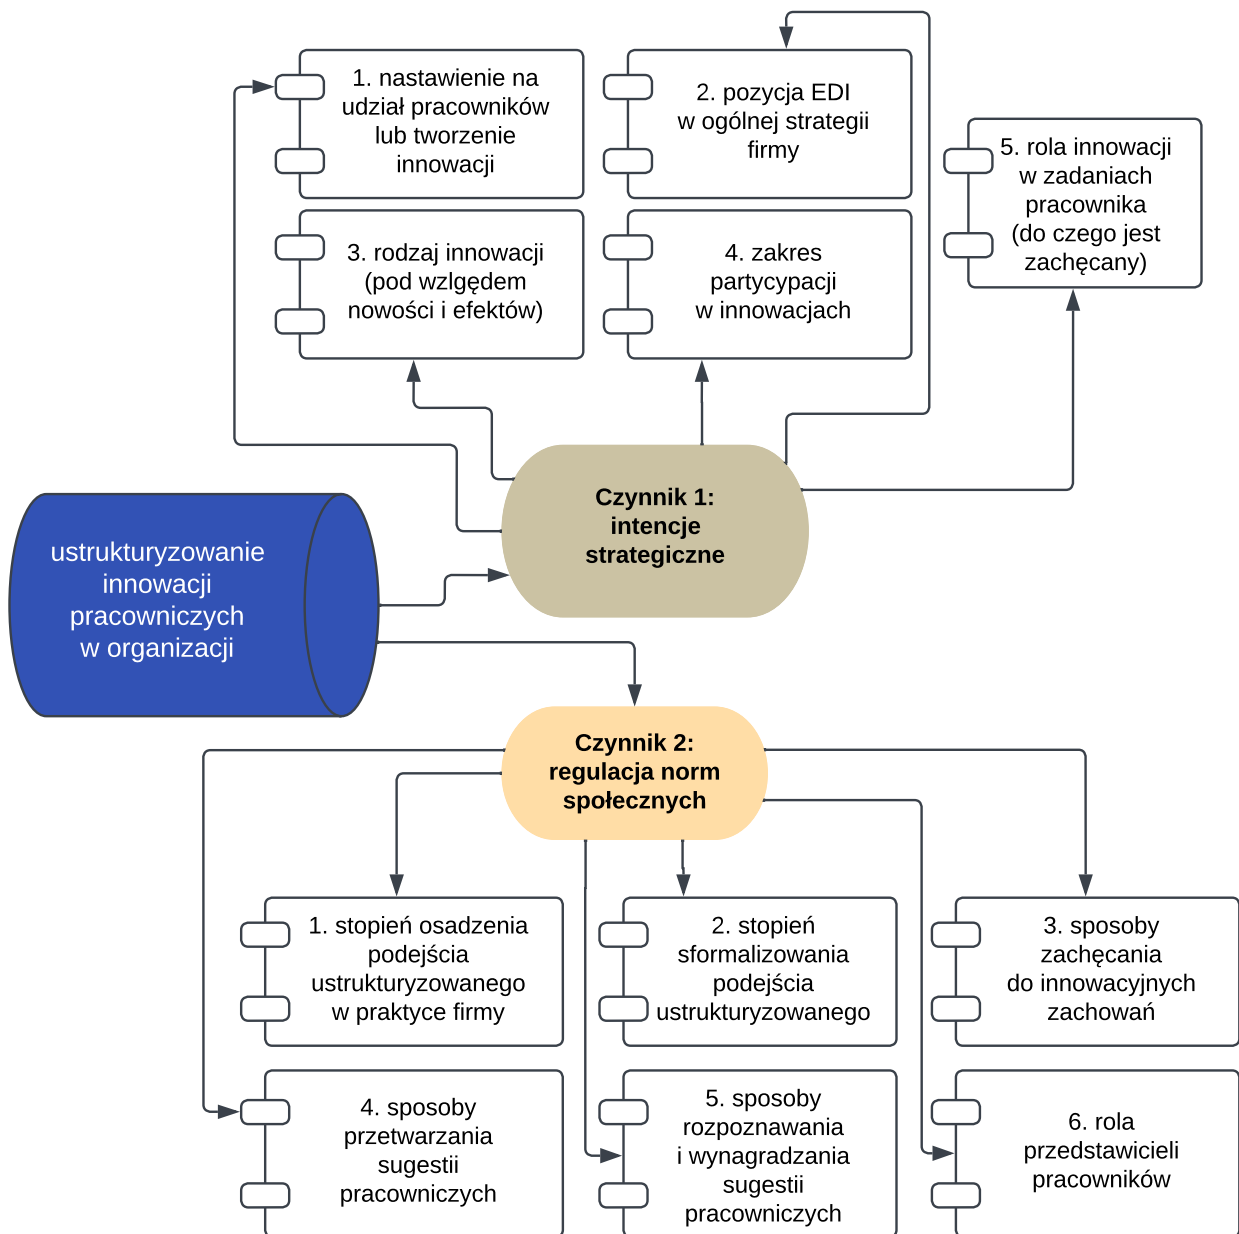 1. nastawienie na
udział pracowników
lub tworzenie
innowacji
2. pozycja EDI
w ogólnej strategii
firmy
5. rola innowacji
w zadaniach
pracownika
(do czego jest
zachęcany)
3. rodzaj innowacji
(pod względem
nowości i efektów)
4. zakres
partycypacji
w innowacjach
Czynnik 1:
intencje
strategiczne
ustrukturyzowanie
innowacji
pracowniczych
w organizacji
Czynnik 2:
regulacja norm
społecznych
1. stopień osadzenia
podejścia
ustrukturyzowanego
w praktyce firmy
2. stopień
sformalizowania
podejścia
ustrukturyzowanego
3. sposoby
zachęcania
do innowacyjnych
zachowań
4. sposoby
przetwarzania
sugestii
pracowniczych
5. sposoby
rozpoznawania
i wynagradzania
sugestii
pracowniczych
6. rola
przedstawicieli
pracowników